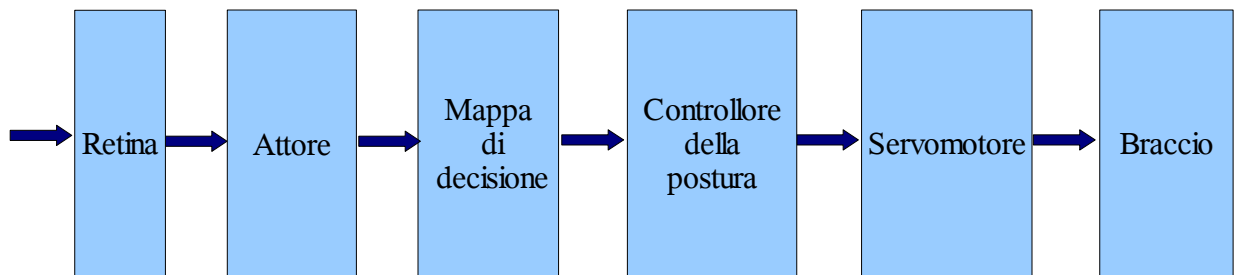 Retina
Attore
Mappa
di
decisione
Controllore
della
postura
Servomotore
Braccio